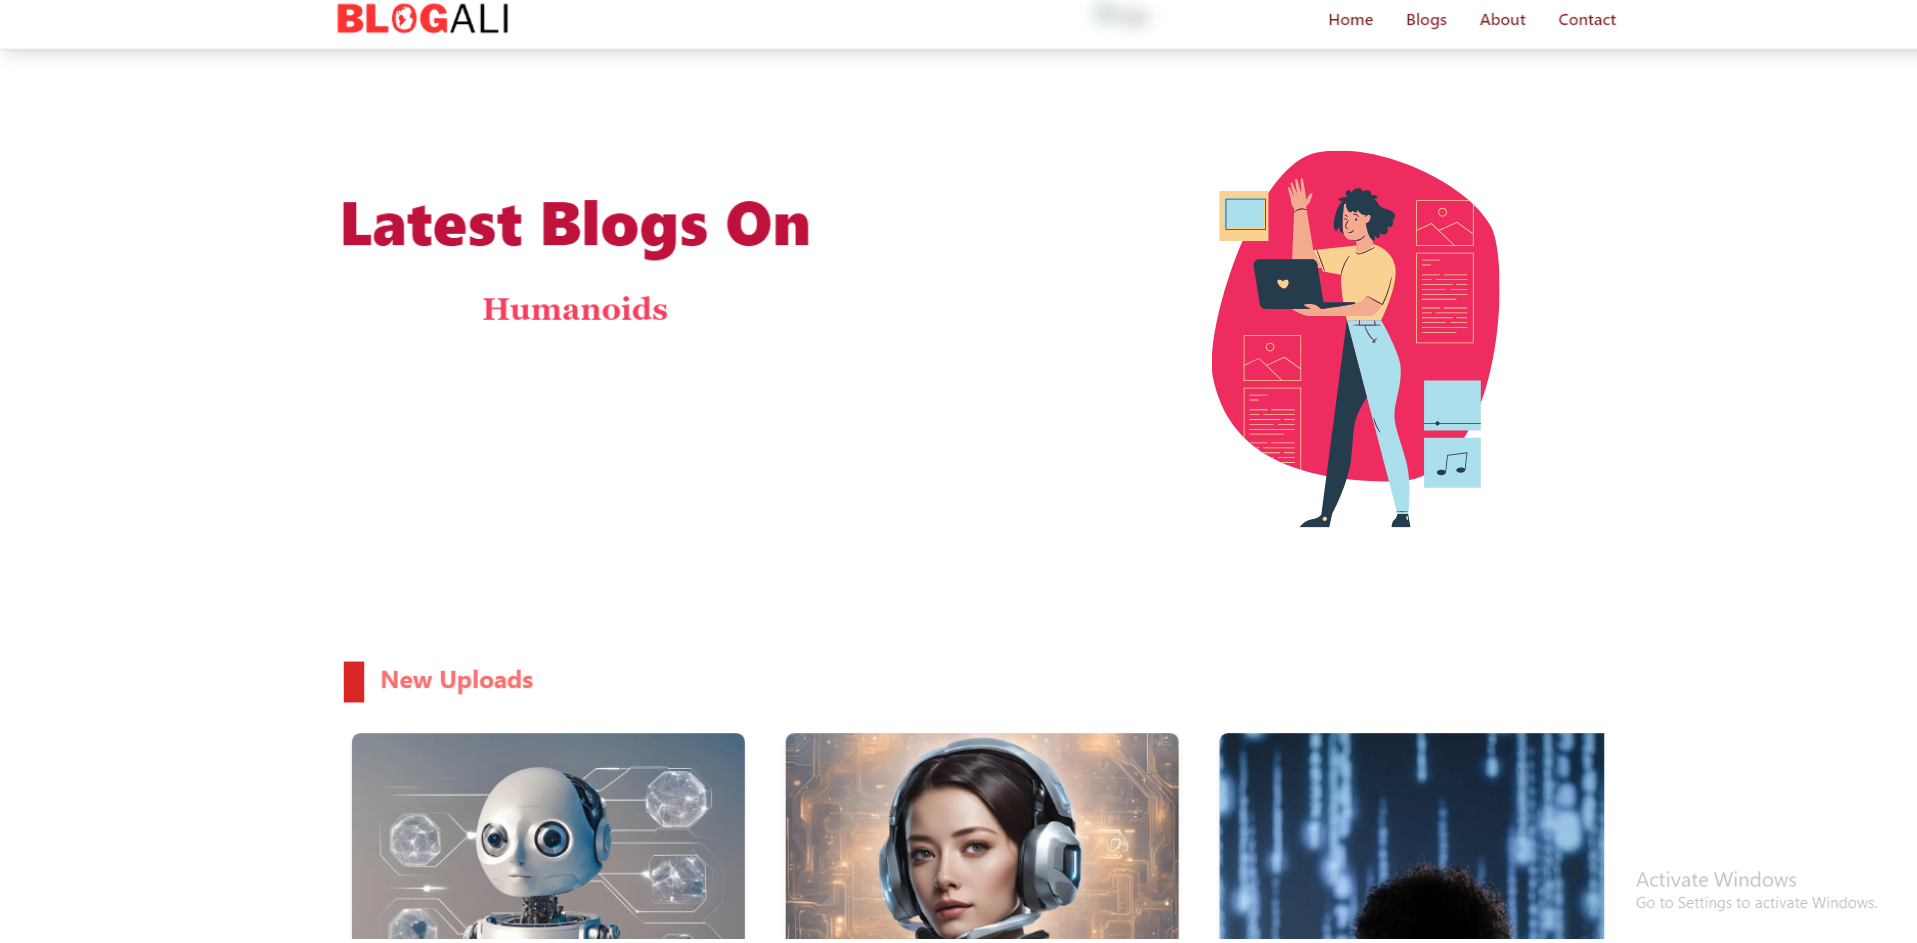 BLOGALI
Home Blogs About Contact
Latest Blogs On
Humanoids
New Uploads
Activate Windows
Go to Settings to activate Windows.